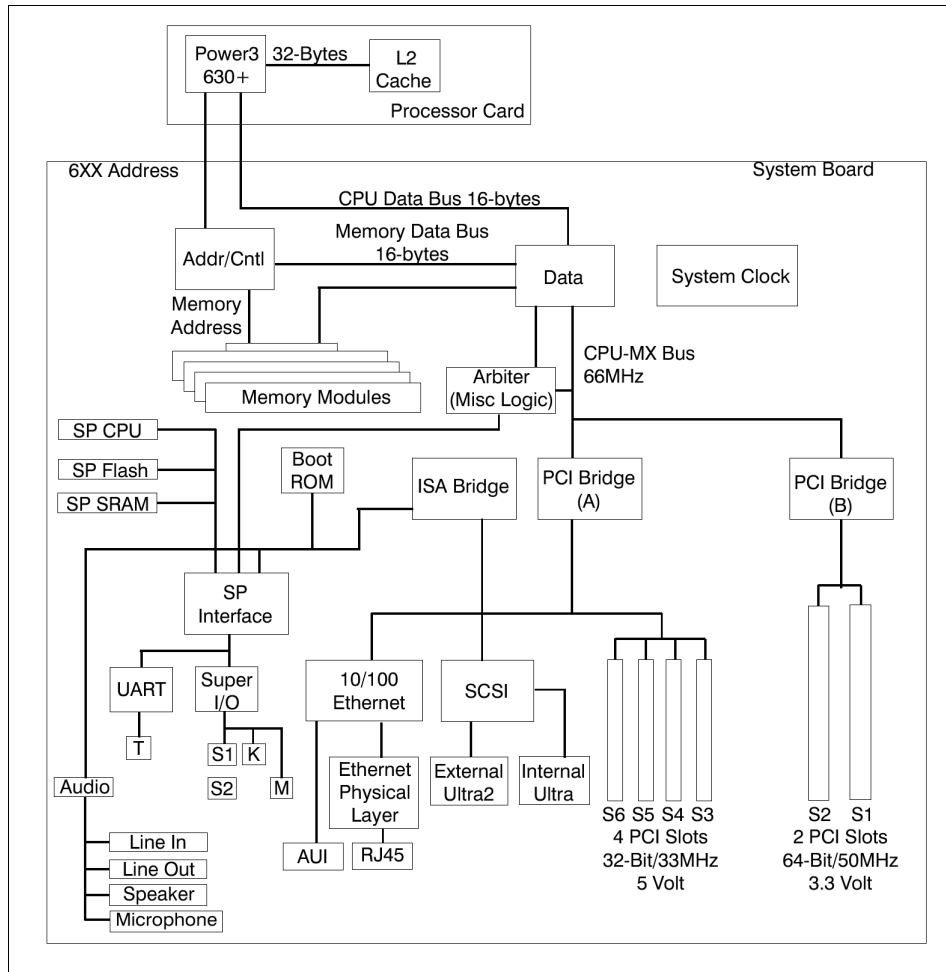 Power3
630+
32-Bytes
L2
Cache
Processor Card
6XX Address
System Board
CPU Data Bus 16-bytes
Memory Data Bus
16-bytes
Addr/Cntl
Data
System Clock
Memory
Address
CPU-MX Bus
66MHz
Arbiter
(Misc Logic)
Memory Modules
SP CPU
SP Flash
SP SRAM
Boot
ROM
ISA Bridge
PCI Bridge
(A)
PCI Bridge
(B)
SP
Interface
UART
Super
I/O
10/100
Ethernet
SCSI
T
S1
K
S2
M
Audio
Ethernet
Physical
Layer
External
Ultra2
Internal
Ultra
AUI
RJ45
Line In
Line Out
Speaker
Microphone
S6 S5 S4 S3
4 PCI Slots
32-Bit/33MHz
5 Volt
S2 S1
2 PCI Slots
64-Bit/50MHz
3.3 Volt